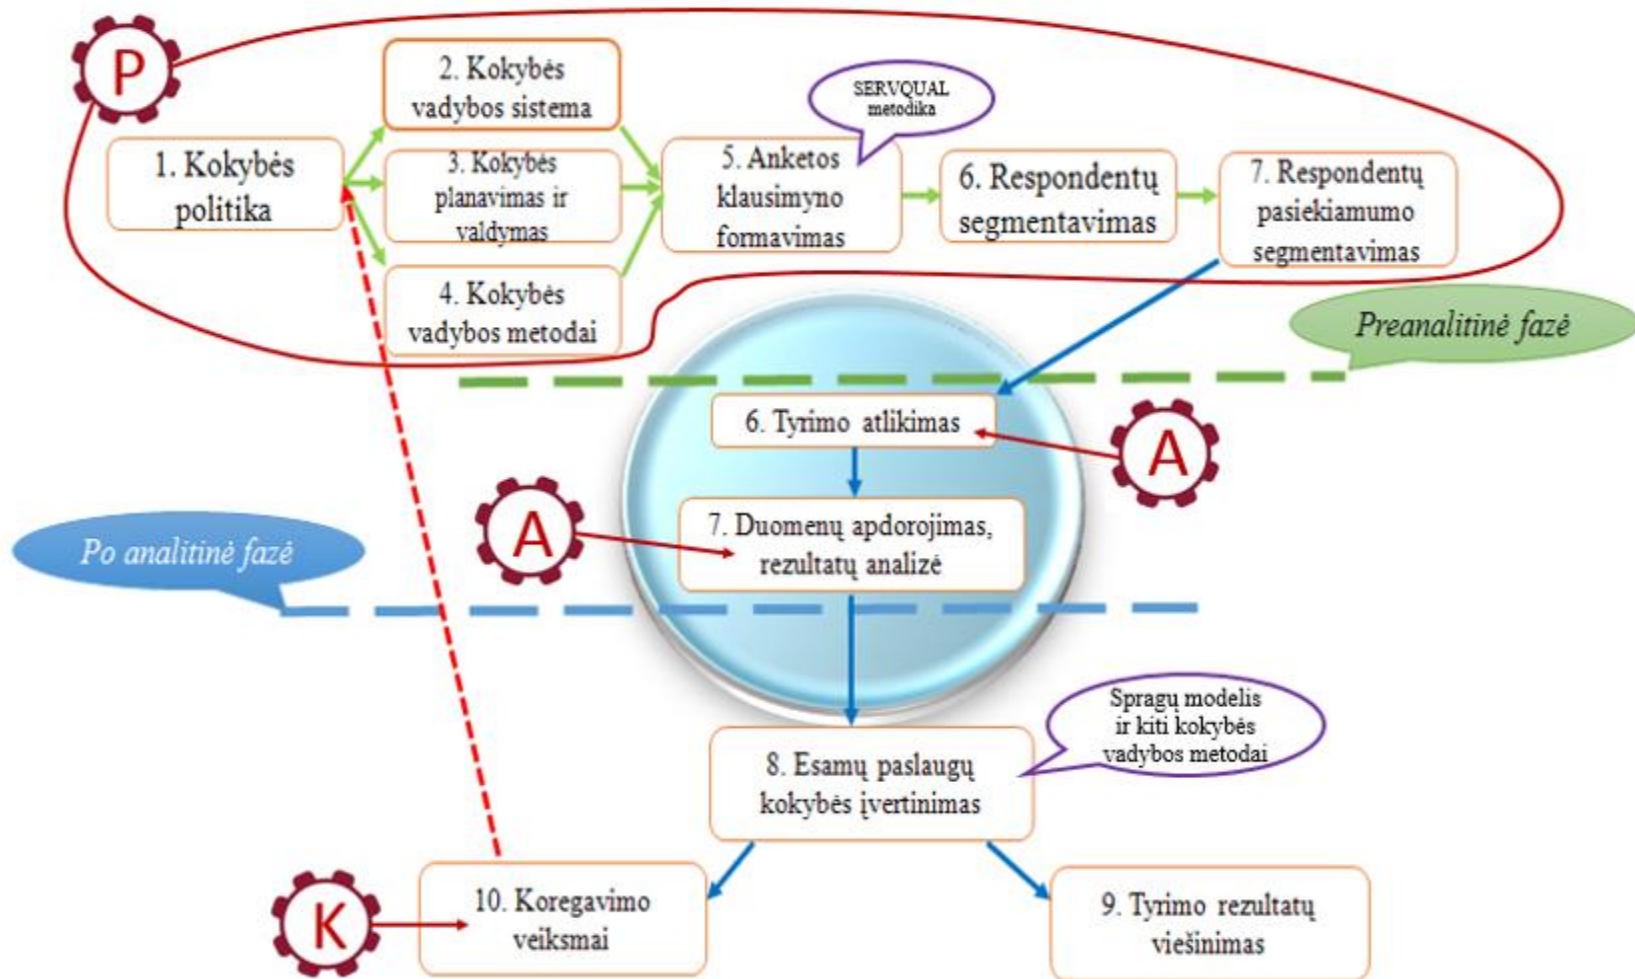 P
2. Kokybės
vadybos sistema
SERVQUAL
metodika
1. Kokybės
politika
3. Kokybės
planavimas ir
valdymas
5. Anketos
klausimyno
formavimas
6. Respondentų
segmentavimas
7. Respondentų
pasiekiamumo
segmentavimas
4. Kokybės
vadybos metodai
Preanalitinė fazė
6. Tyrimo atlikimas
A
A
7. Duomenų apdorojimas,
rezultatų analizė
Po analitinė fazė
Spragų modelis
ir kiti kokybės
vadybos metodai
8. Esamų paslaugų
kokybės įvertinimas
K
10. Koregavimo
veiksmai
9. Tyrimo rezultatų
viešinimas